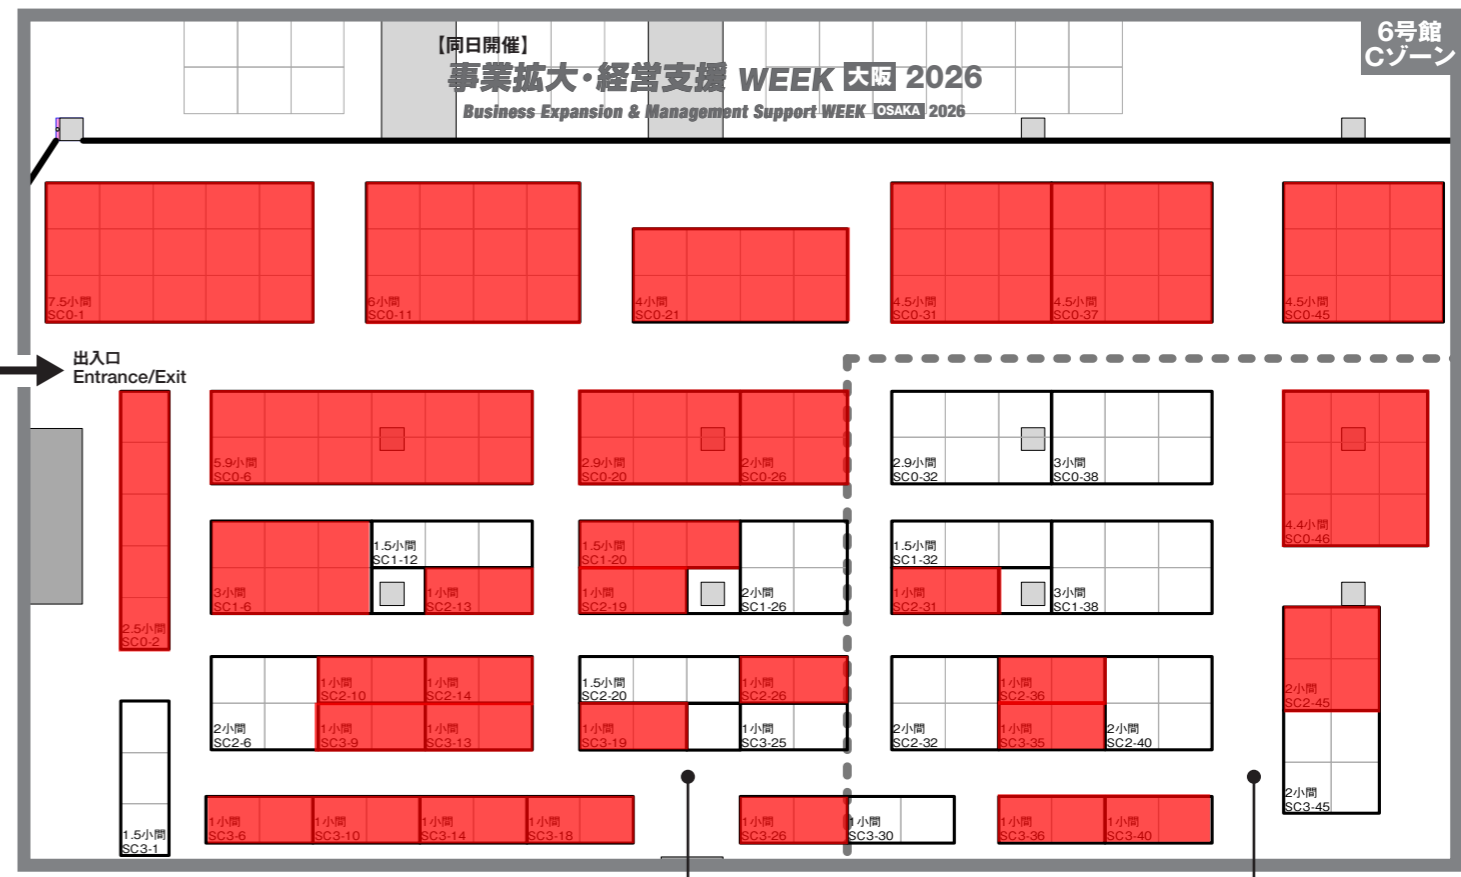 【同日開催】
事業拡大・経営支援 WEEK 大阪 2026
Business Expansion & Management Support WEEK OSAKA 2026
6号館
Cゾーン
7.5小間
SC0-1
6小間
SC0-11
4小間
SC0-21
4.5小間
SC0-31
4.5小間
SC0-37
4.5小間
SC0-45
出入口
Entrance/Exit
5.9小間
SC0-6
2.9小間
SC0-20
2小間
SC0-26
2.9小間
SC0-32
3小間
SC0-38
4.4小間
SC0-46
1.5小間
SC1-12
1.5小間
SC1-20
1.5小間
SC1-32
3小間
SC1-6
1小間
SC2-13
1小間
SC2-19
2小間
SC1-26
1小間
SC2-31
3小間
SC1-38
2.5小間
SC0-2
1小間
SC2-10
1小間
SC2-14
1.5小間
SC2-20
1小間
SC2-26
1小間
SC2-36
2小間
SC2-45
2小間
SC2-6
1小間
SC3-9
1小間
SC3-13
1小間
SC3-19
1小間
SC3-25
2小間
SC2-32
1小間
SC3-35
2小間
SC2-40
2小間
SC3-45
1.5小間
SC3-1
1小間
SC3-6
1小間
SC3-10
1小間
SC3-14
1小間
SC3-18
1小間
SC3-26
1小間
SC3-30
1小間
SC3-36
1小間
SC3-40